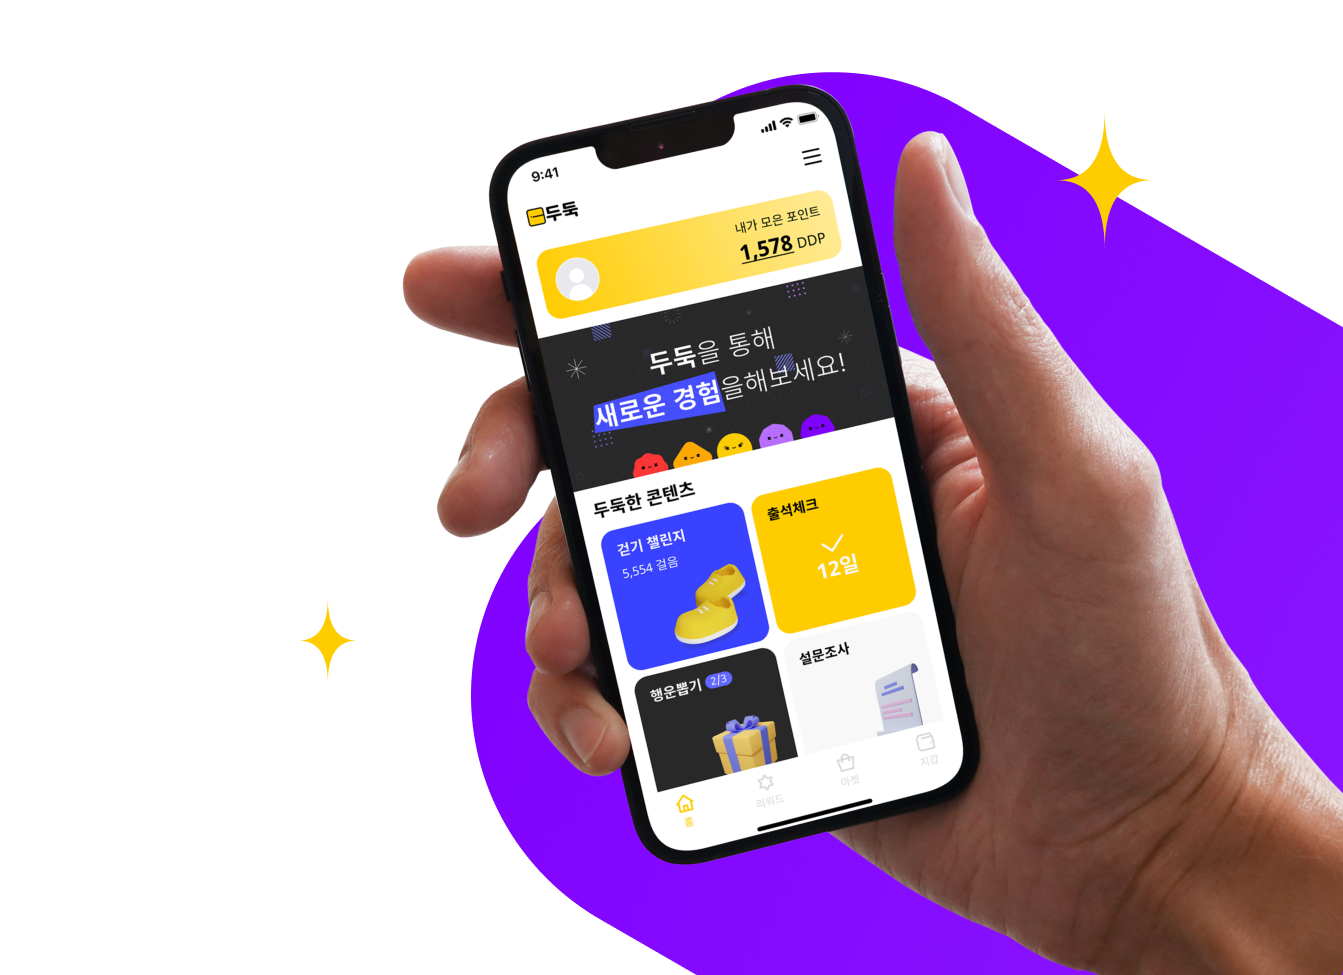 9:41
두둑
내가 모은 포인트
1,578 DDP
두둑을 통해
새로운 경험을해보세요!
두둑한 콘텐츠
걷기 챌린지
5,554 걸음
출석체크
12일
행운뽑기 2/3
설문조사
홈
리워드
마켓
지갑